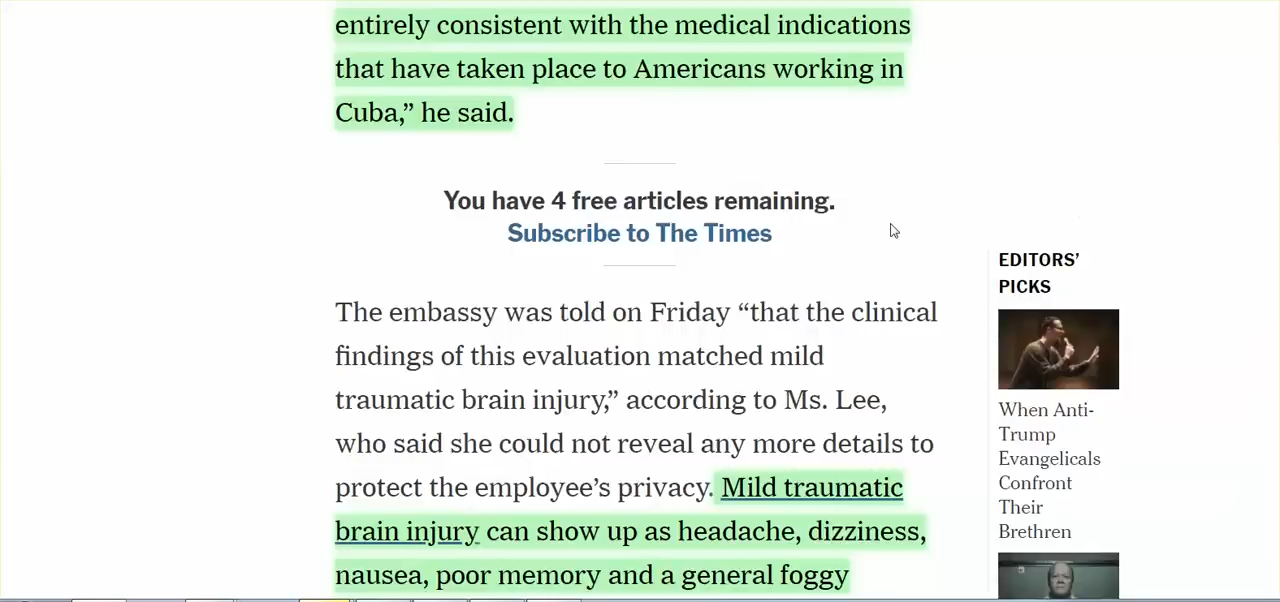 entirely consistent with the medical indications
that have taken place to Americans working in
Cuba,” he said.
You have 4 free articles remaining.
Subscribe to The Times
The embassy was told on Friday “that the clinical
findings of this evaluation matched mild
traumatic brain injury,” according to Ms. Lee,
who said she could not reveal any more details to
protect the employee’s privacy. Mild traumatic
brain injury can show up as headache, dizziness,
nausea, poor memory and a general foggy
EDITORS’
PICKS
When Anti-
Trump
Evangelicals
Confront
Their
Brethren